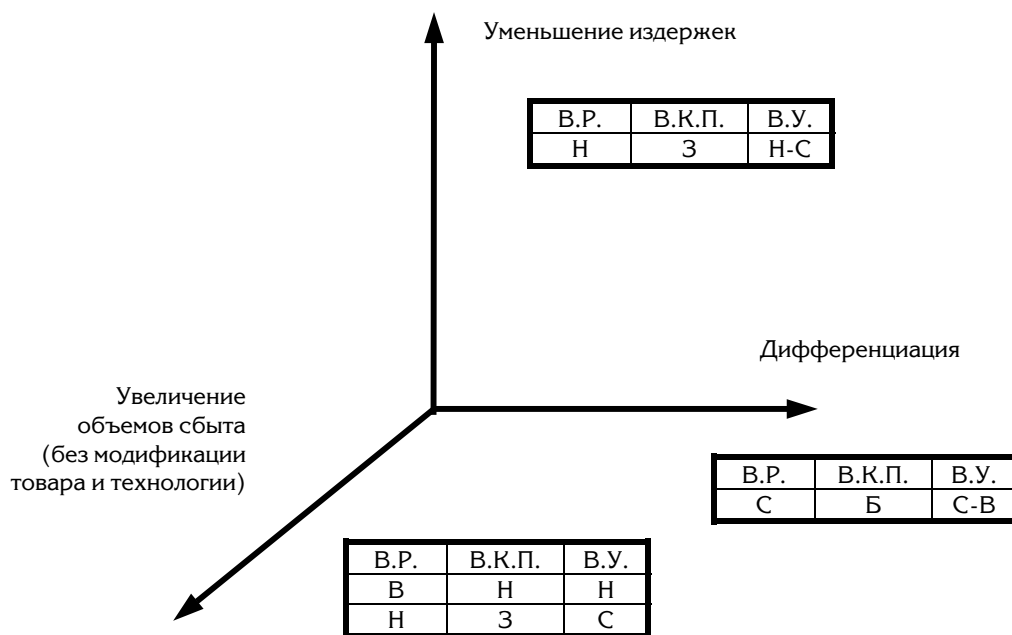 Уменьшение издержек
В.Р. В.К.П. В.У.
Н З Н-С
Дифференциация
Увеличение
объемов сбыта
(без модификации
товара и технологии)
В.Р. В.К.П. В.У.
С Б С-В
В.Р. В.К.П. В.У.
В Н Н
Н З С